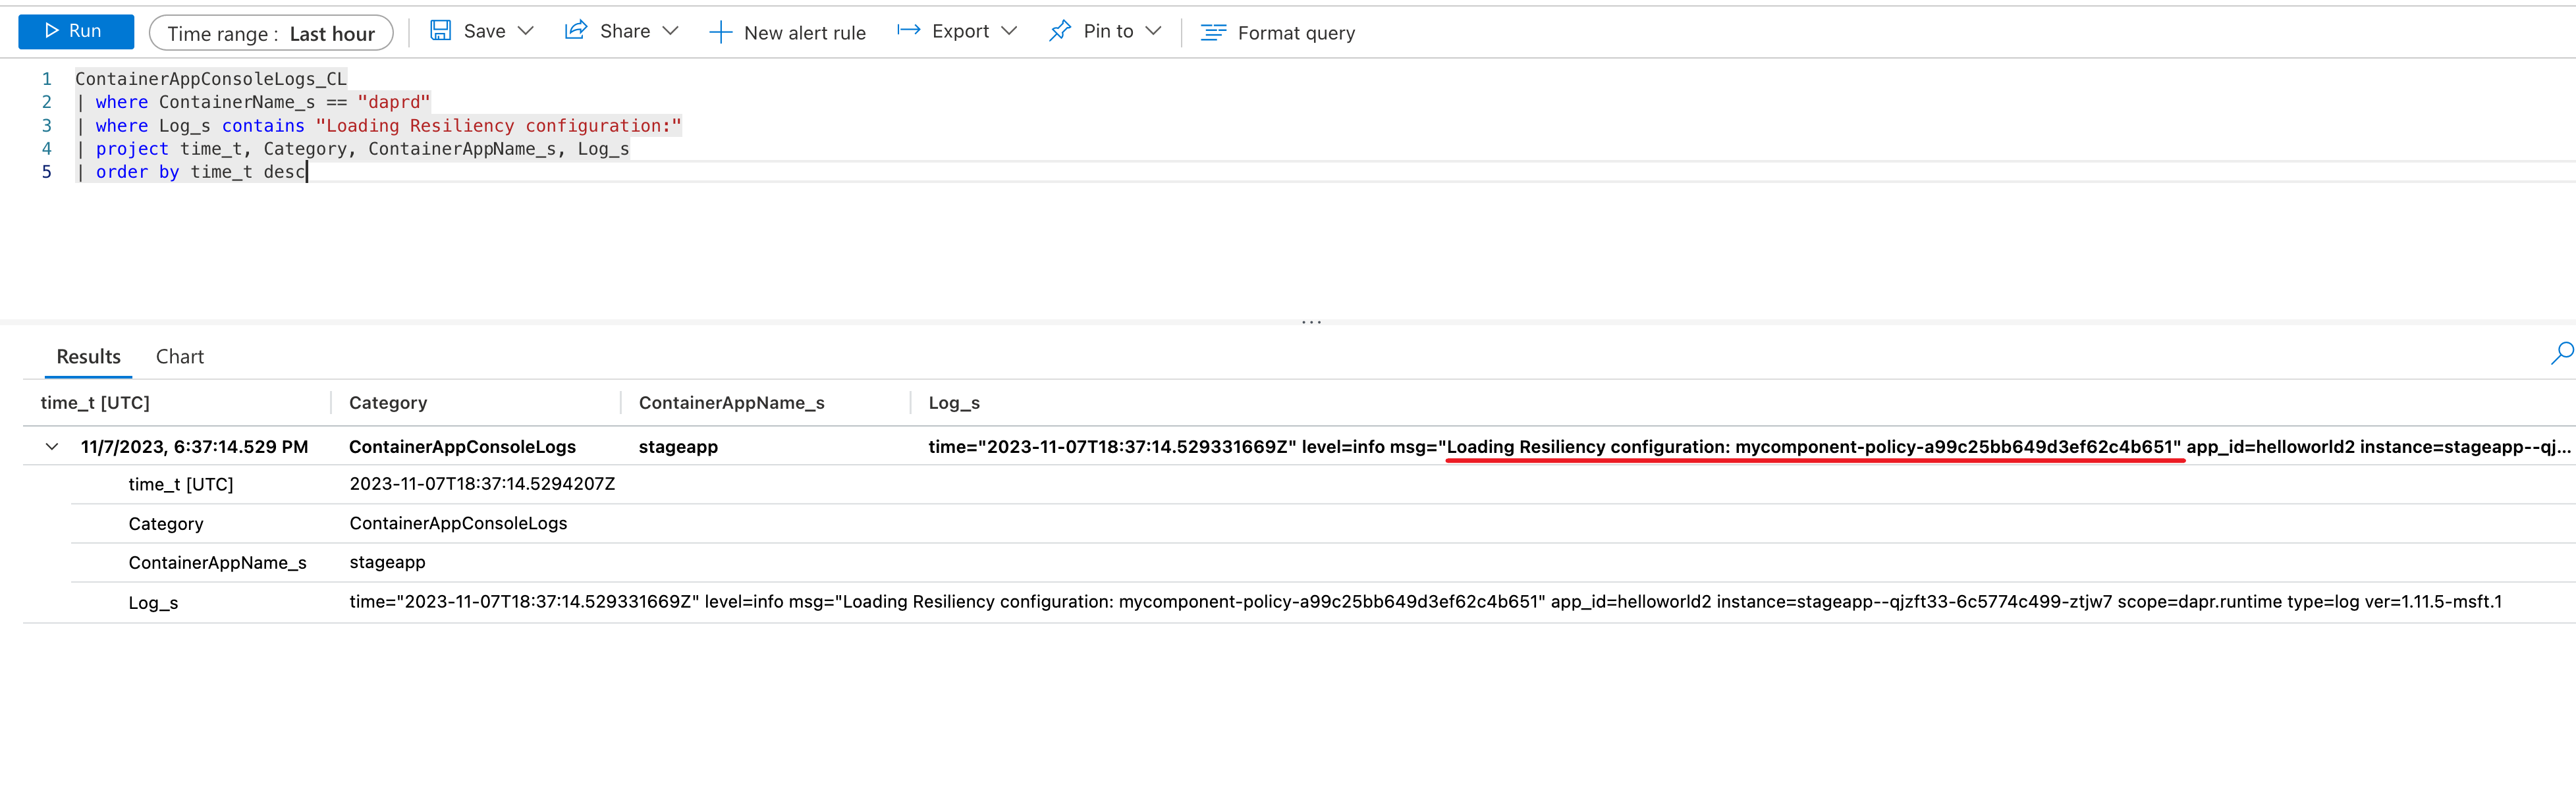 Run Time range : Last hour Save Share New alert rule Export Pin to Format query
1 ContainerAppConsoleLogs_CL
2 | where ContainerName_s == "daprd"
3 | where Log_s contains "Loading Resiliency configuration:"
4 | project time_t, Category, ContainerAppName_s, Log_s
5 | order by time_t desc
...
Results Chart
time_t [UTC] Category ContainerAppName_s Log_s
11/7/2023, 6:37:14.529 PM ContainerAppConsoleLogs stageapp time="2023-11-07T18:37:14.529331669Z" level=info msg="Loading Resiliency configuration: mycomponent-policy-a99c25bb649d3ef62c4b651" app_id=helloworld2 instance=stageapp--qj...
time_t [UTC] 2023-11-07T18:37:14.5294207Z
Category ContainerAppConsoleLogs
ContainerAppName_s stageapp
Log_s time="2023-11-07T18:37:14.529331669Z" level=info msg="Loading Resiliency configuration: mycomponent-policy-a99c25bb649d3ef62c4b651" app_id=helloworld2 instance=stageapp--qjzft33-6c5774c499-ztjw7 scope=dapr.runtime type=log ver=1.11.5-msft.1